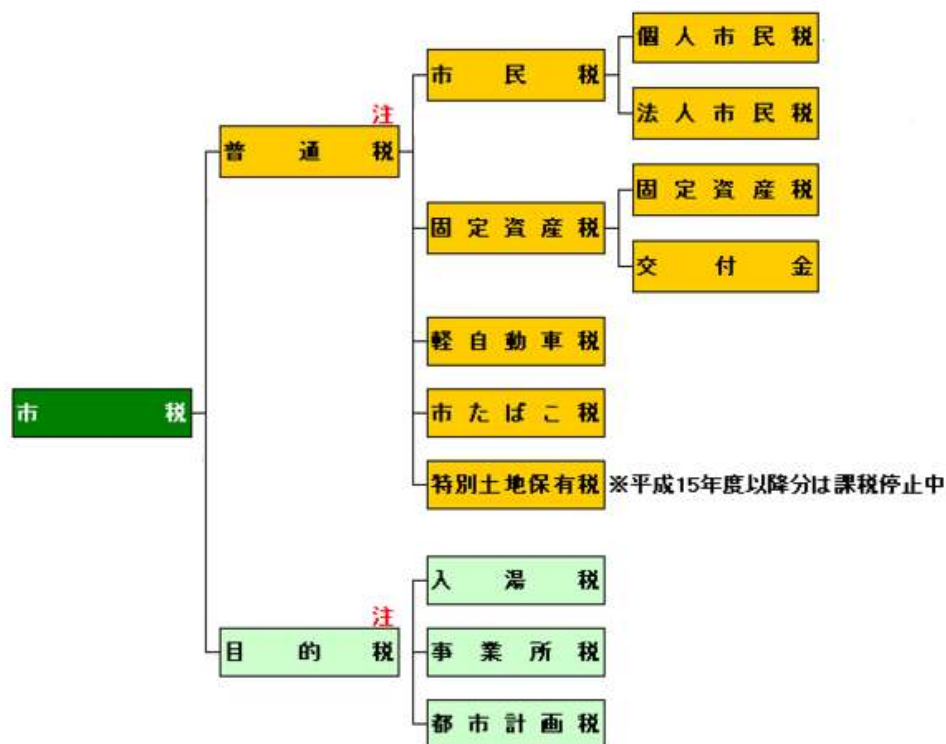 個人市民税
市民税
法人市民税
注
普通税
固定資産税
固定資産税
交付金
軽自動車税
市税
市たばこ税
特別土地保有税 ※平成15年度以降分は課税停止中
入湯税
注
目的税
事業所税
都市計画税